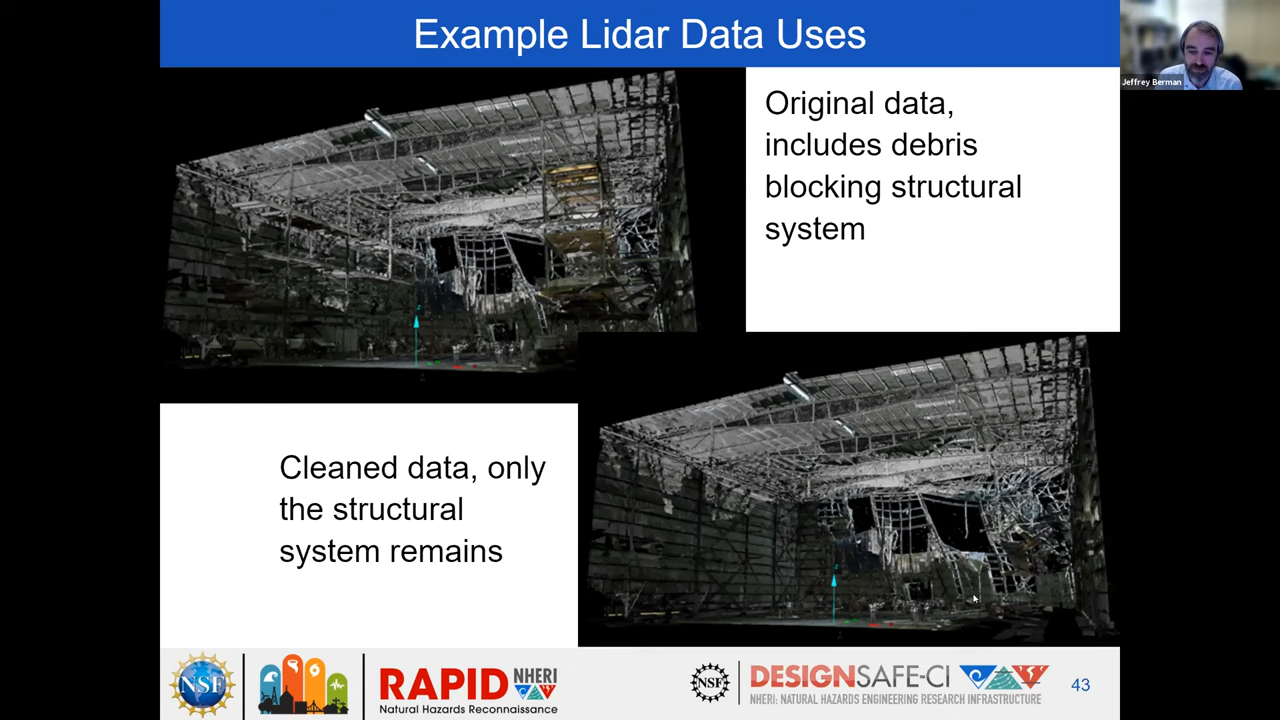 Example Lidar Data Uses
Jeffrey Berman
Original data,
includes debris
blocking structural
system
Cleaned data, only
the structural
system remains
NSF
RAPID NHERI
Natural Hazards Reconnaissance
NSF
DESIGNSAFE-CI
NHERI: NATURAL HAZARDS ENGINEERING RESEARCH INFRASTRUCTURE
43